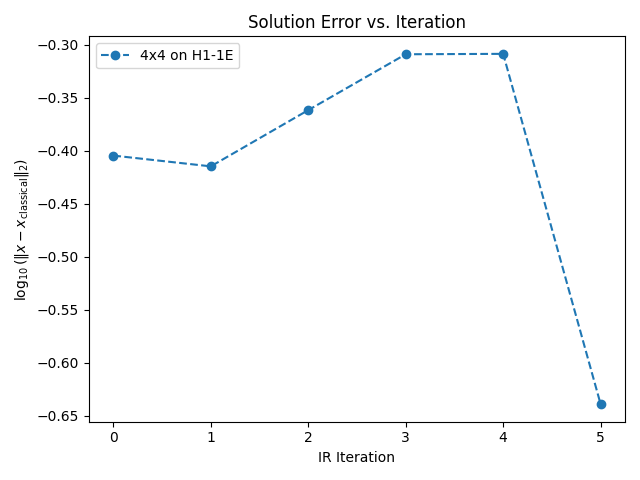 Solution Error vs. Iteration
4x4 on H1-1E
−0.30
−0.35
−0.40
−0.45
−0.50
−0.55
−0.60
−0.65
log₁₀(‖x − x_classical‖₂)
0 1 2 3 4 5
IR Iteration